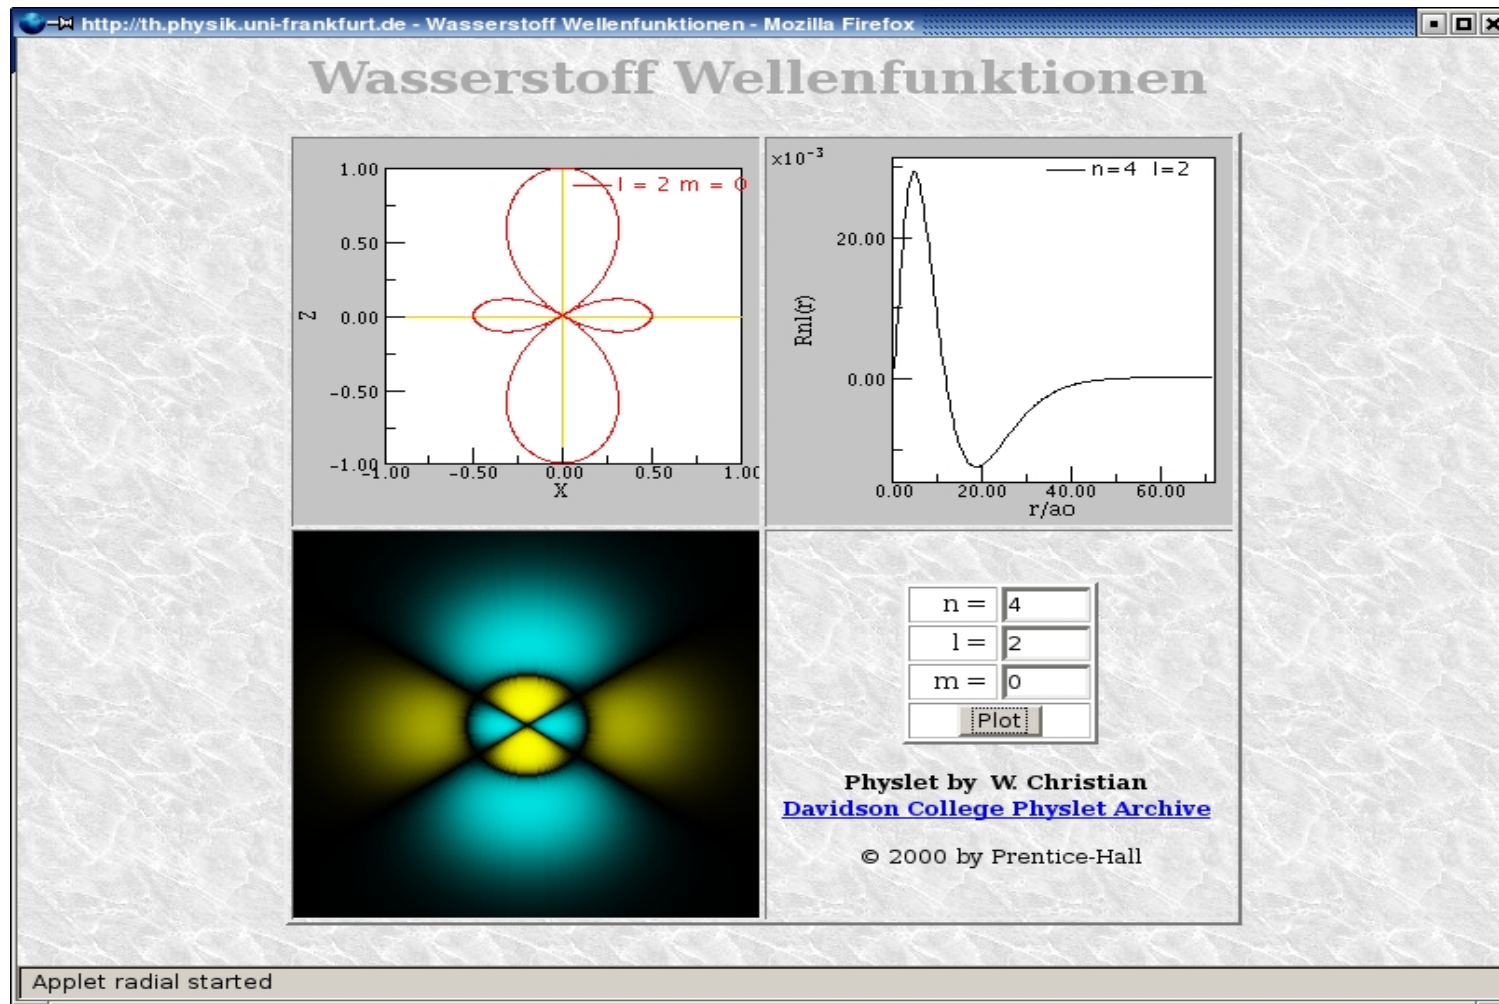 http://th.physik.uni-frankfurt.de - Wasserstoff Wellenfunktionen - Mozilla Firefox
Wasserstoff Wellenfunktionen
1.00
0.50
0.00
-0.50
-1.00
Z
l = 2 m = 0
-1.00 -0.50 0.00 0.50 1.00
X
x10⁻³
n=4 l=2
20.00
0.00
Rnl(r)
0.00 20.00 40.00 60.00
r/ao
n = 4
l = 2
m = 0
Plot
Physlet by W. Christian
Davidson College Physlet Archive
© 2000 by Prentice-Hall
Applet radial started